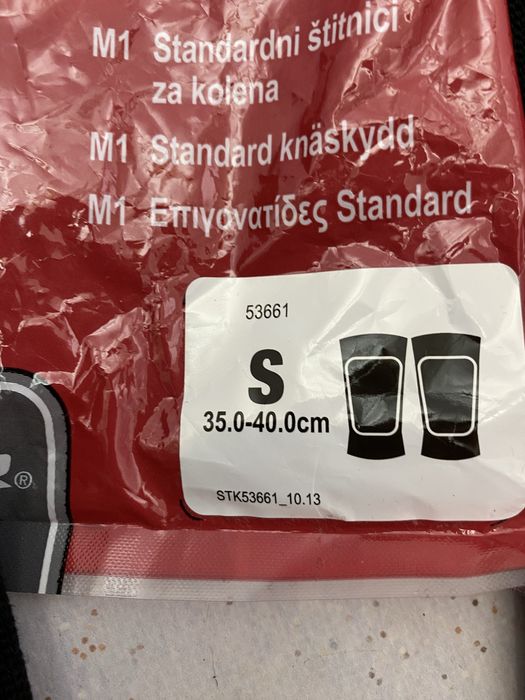 M1 Standardni štitnici
za kolena
M1 Standard knäskydd
M1 Επιγονατίδες Standard
53661
S
35.0-40.0cm
STK53661_10.13
®